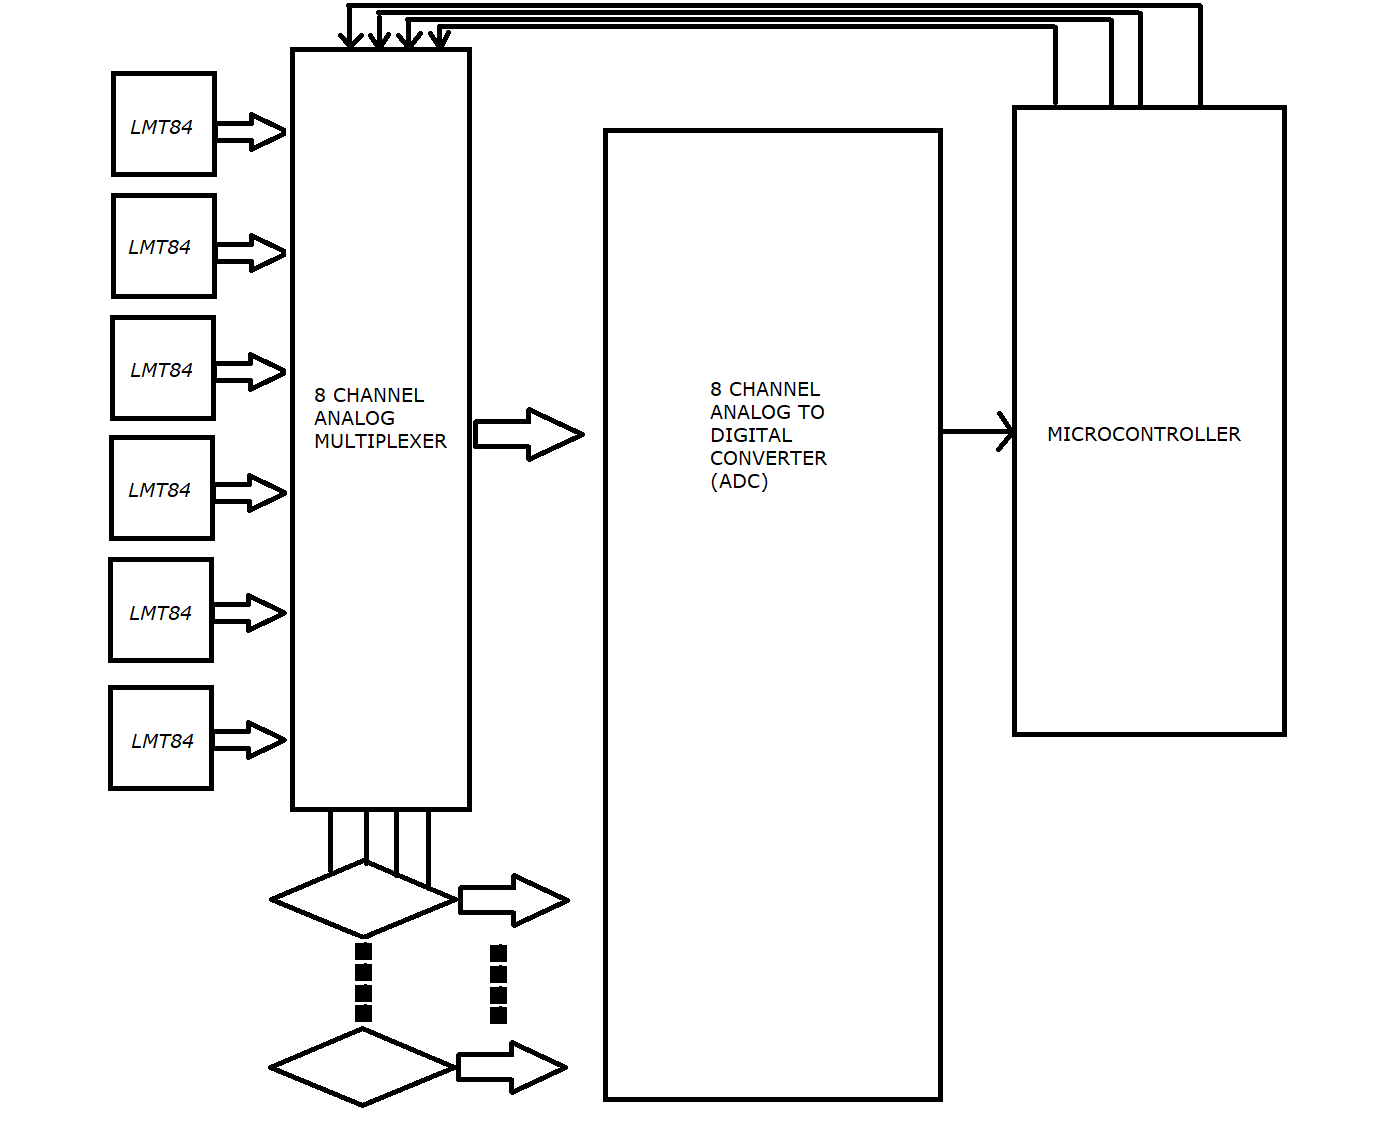 LMT84
LMT84
LMT84
LMT84
LMT84
LMT84
8 CHANNEL
ANALOG
MULTIPLEXER
8 CHANNEL
ANALOG TO
DIGITAL
CONVERTER
(ADC)
MICROCONTROLLER